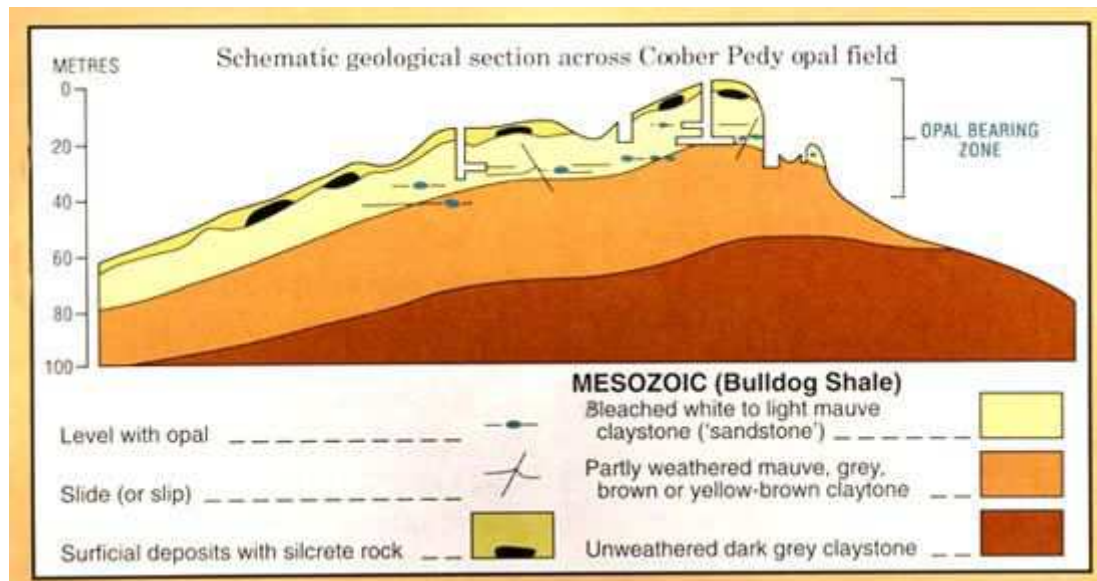 Schematic geological section across Coober Pedy opal field
METRES
0
20
40
60
80
100
OPAL BEARING
ZONE
MESOZOIC (Bulldog Shale)
Level with opal
Slide (or slip)
Surficial deposits with silcrete rock
Bleached white to light mauve
claystone ('sandstone')
Partly weathered mauve, grey,
brown or yellow-brown claytone
Unweathered dark grey claystone